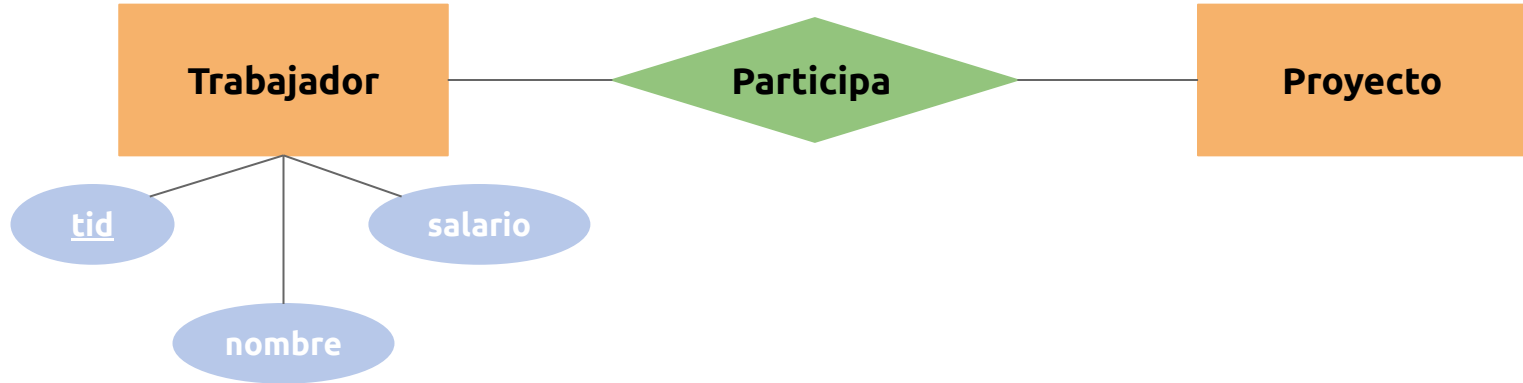 Trabajador
Participa
Proyecto
tid
salario
nombre